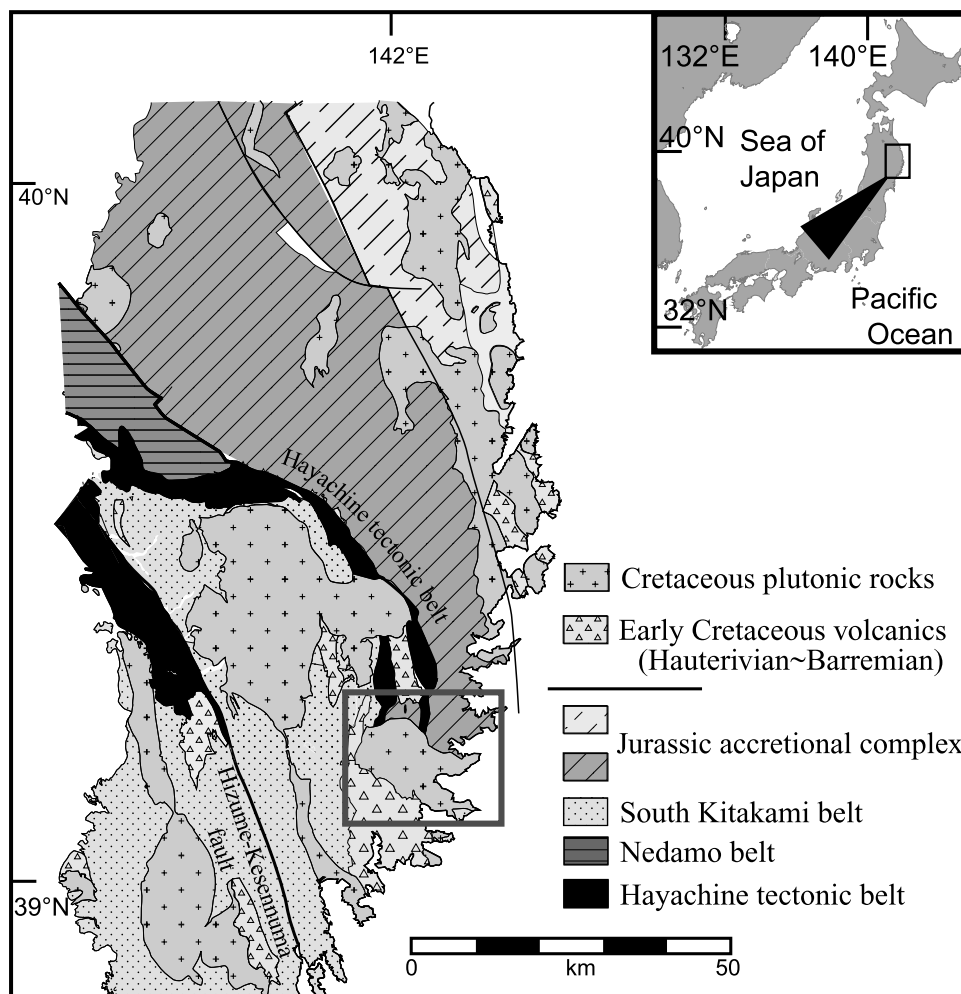 142°E
40°N
39°N
132°E
140°E
40°N
Sea of
Japan
32°N
Pacific
Ocean
Hayachine tectonic belt
Hizume-Kesennuma
fault
Cretaceous plutonic rocks
Early Cretaceous volcanics
(Hauterivian~Barremian)
Jurassic accretional complex
South Kitakami belt
Nedamo belt
Hayachine tectonic belt
0
km
50